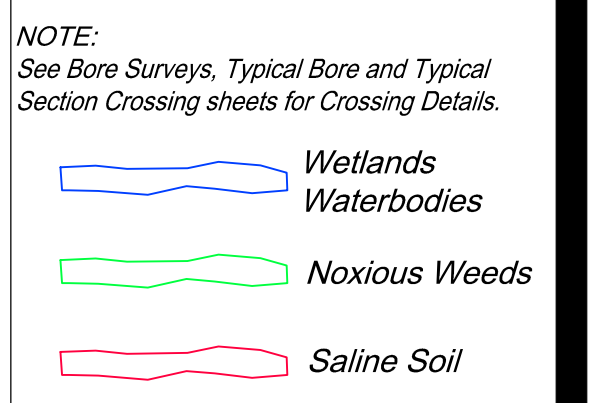 NOTE:
See Bore Surveys, Typical Bore and Typical
Section Crossing sheets for Crossing Details.
Wetlands
Waterbodies
Noxious Weeds
Saline Soil